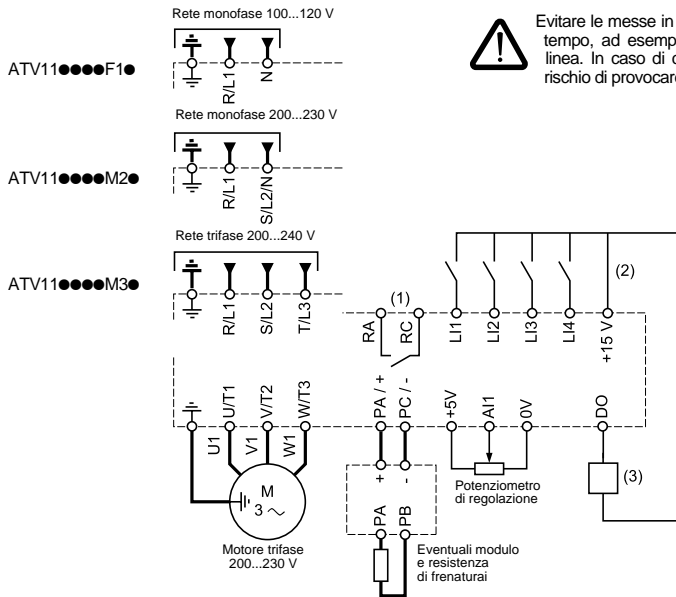 Rete monofase 100...120 V
ATV11●●●●F1●
R/L1
N
Evitare le messe in
tempo, ad esemp
linea. In caso di c
rischio di provocare
Rete monofase 200...230 V
ATV11●●●●M2●
R/L1
S/L2/N
Rete trifase 200...240 V
ATV11●●●●M3●
R/L1
S/L2
T/L3
(1)
(2)
RA
RC
LI1
LI2
LI3
LI4
+15 V
U/T1
V/T2
W/T3
PA / +
PC / -
+5V
AI1
0V
DO
U1
V1
W1
M
3 ~
+
-
PA
PB
(3)
Potenziometro
di regolazione
Motore trifase
200...230 V
Eventuali modulo
e resistenza
di frenaturai